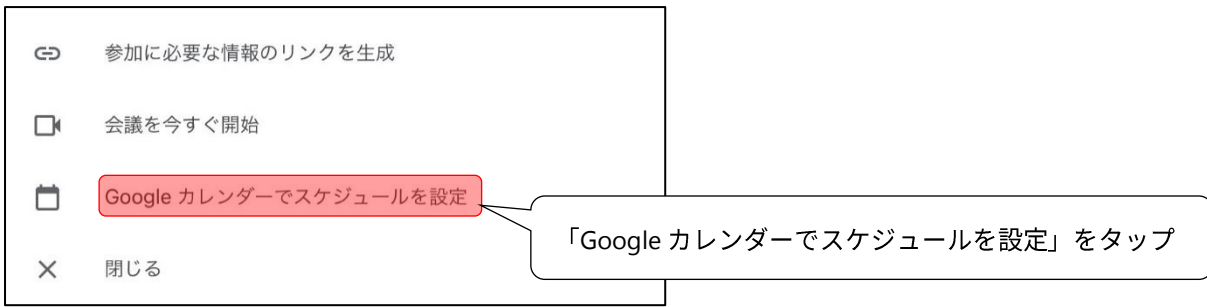 参加に必要な情報のリンクを生成
会議を今すぐ開始
Google カレンダーでスケジュールを設定
「Google カレンダーでスケジュールを設定」をタップ
閉じる